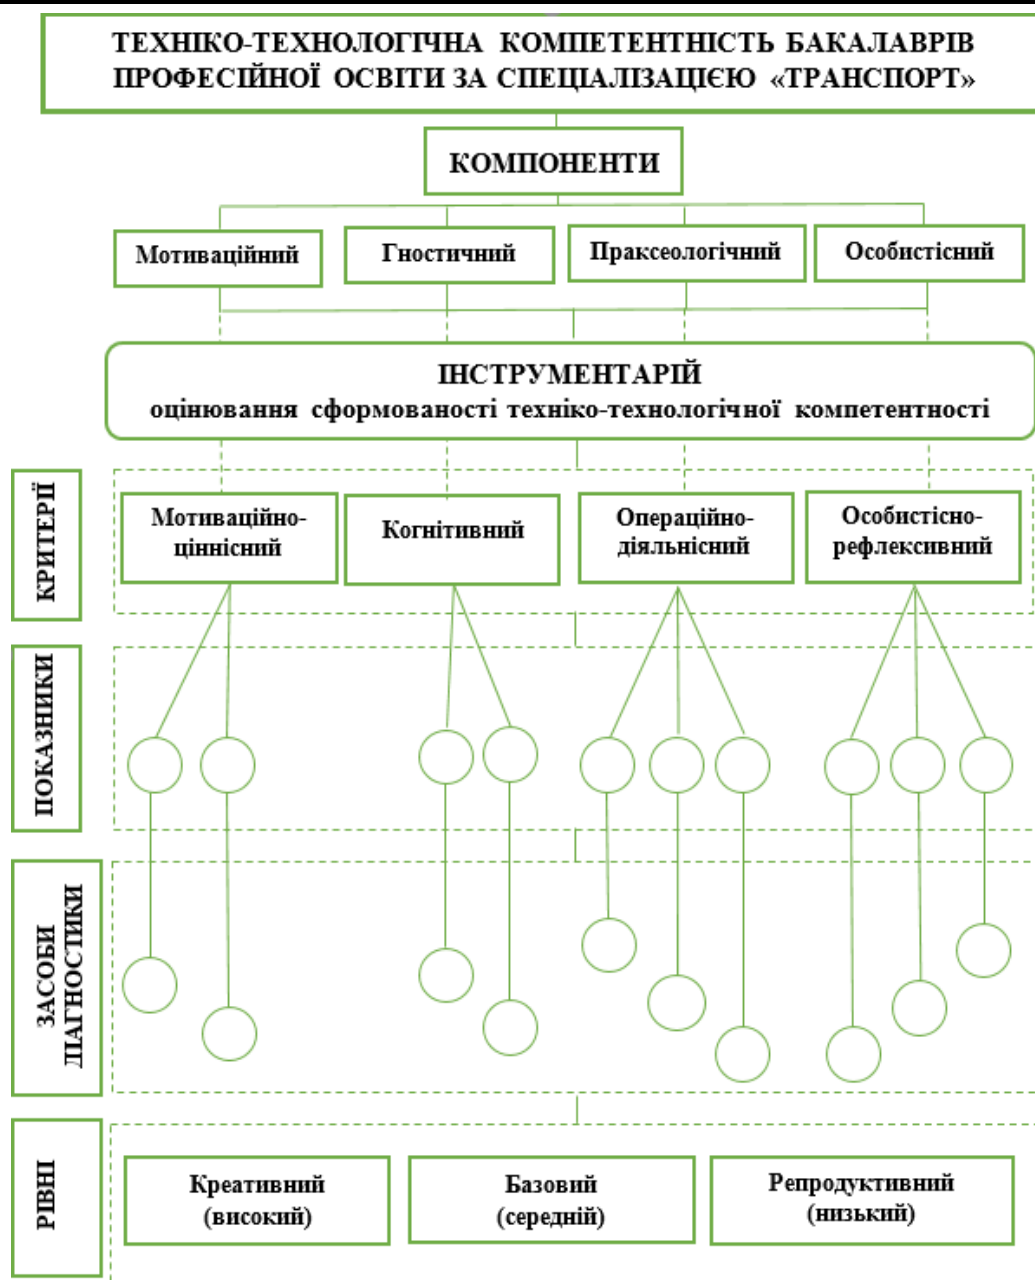 ТЕХНІКО-ТЕХНОЛОГІЧНА КОМПЕТЕНТНІСТЬ БАКАЛАВРІВ
ПРОФЕСІЙНОЇ ОСВІТИ ЗА СПЕЦІАЛІЗАЦІЄЮ «ТРАНСПОРТ»
КОМПОНЕНТИ
Мотиваційний
Гностичний
Праксеологічний
Особистісний
ІНСТРУМЕНТАРІЙ
оцінювання сформованості техніко-технологічної компетентності
КРИТЕРІЇ
Мотиваційно-
ціннісний
Когнітивний
Операційно-
діяльнісний
Особистісно-
рефлексивний
ПОКАЗНИКИ
ЗАСОБИ
ДІАГНОСТИКИ
РІВНІ
Креативний
(високий)
Базовий
(середній)
Репродуктивний
(низький)